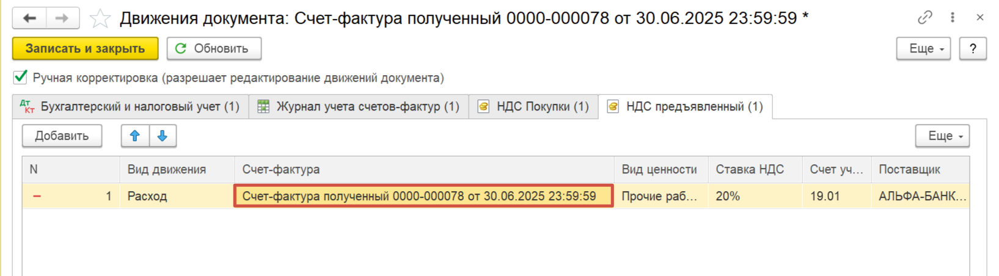 Движения документа: Счет-фактура полученный 0000-000078 от 30.06.2025 23:59:59 *
Записать и закрыть Обновить Еще ?
Ручная корректировка (разрешает редактирование движений документа)
Дт Кт Бухгалтерский и налоговый учет (1) Журнал учета счетов-фактур (1) НДС Покупки (1) НДС предъявленный (1)
Добавить Еще
N Вид движения Счет-фактура Вид ценности Ставка НДС Счет уч... Поставщик
1 Расход Счет-фактура полученный 0000-000078 от 30.06.2025 23:59:59 Прочие раб... 20% 19.01 АЛЬФА-БАНК...